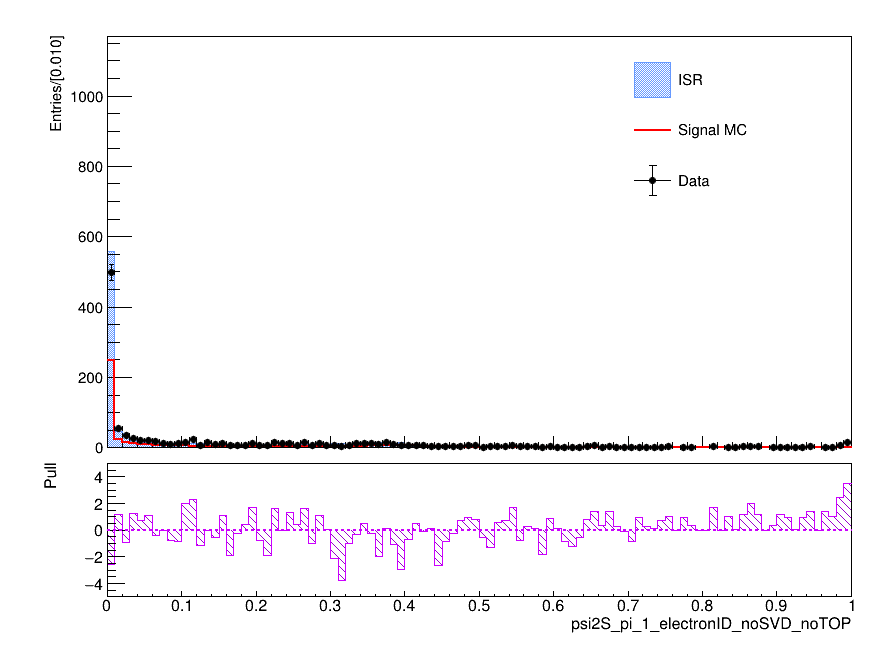 Entries/[0.010]
1000
800
600
400
200
0
ISR
Signal MC
Data
Pull
4
2
0
−2
−4
0 0.1 0.2 0.3 0.4 0.5 0.6 0.7 0.8 0.9 1
psi2S_pi_1_electronID_noSVD_noTOP